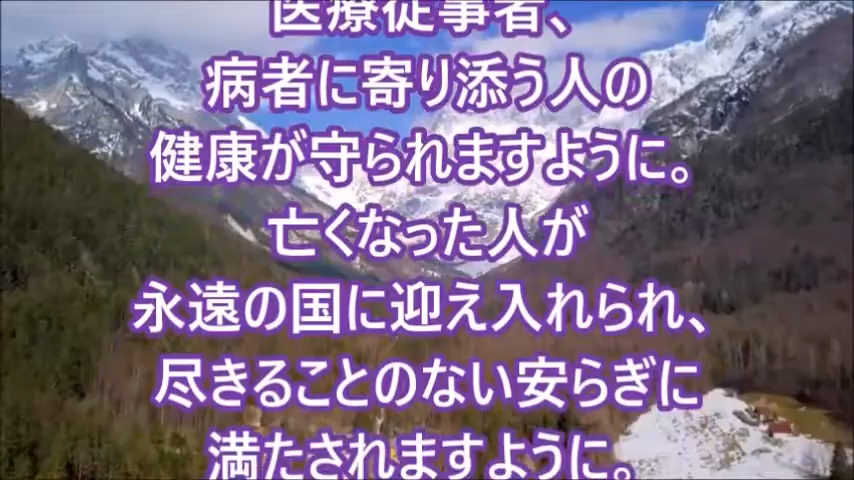 医療従事者、
病者に寄り添う人の
健康が守られますように。
亡くなった人が
永遠の国に迎え入れられ、
尽きることのない安らぎに
満たされますように。